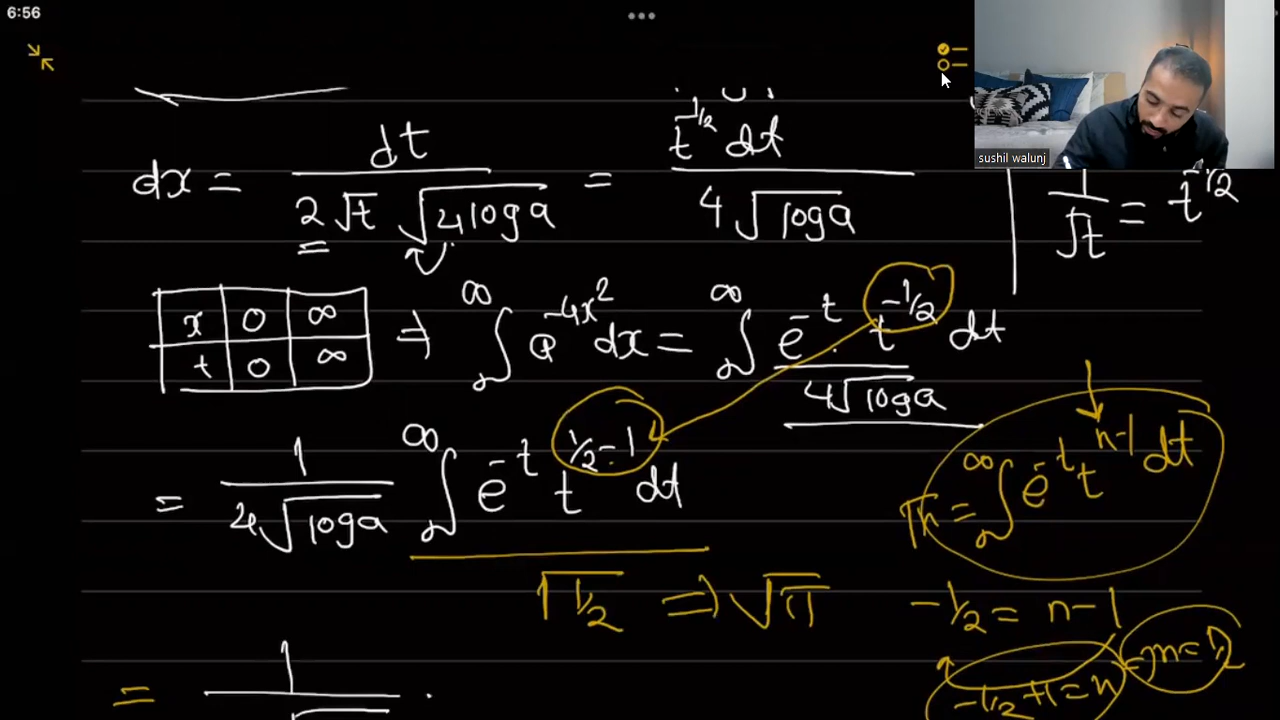 6:56
sushil walunj
dx = dt / 2√t √4loga = t^-1/2 dt / 4√loga
1/√t = t^-1/2
x 0 ∞
t 0 ∞
⇒ ∫₀^∞ a^-4x² dx = ∫₀^∞ e^-t · t^-1/2 dt / 4√loga
= 1 / 4√loga ∫₀^∞ e^-t t^1/2-1 dt
Γn = ∫₀^∞ e^-t t^n-1 dt
Γ1/2 ⇒ √π
-1/2 = n-1
-1/2+1 = n ⇒ n = 1/2
= 1 / √ ·